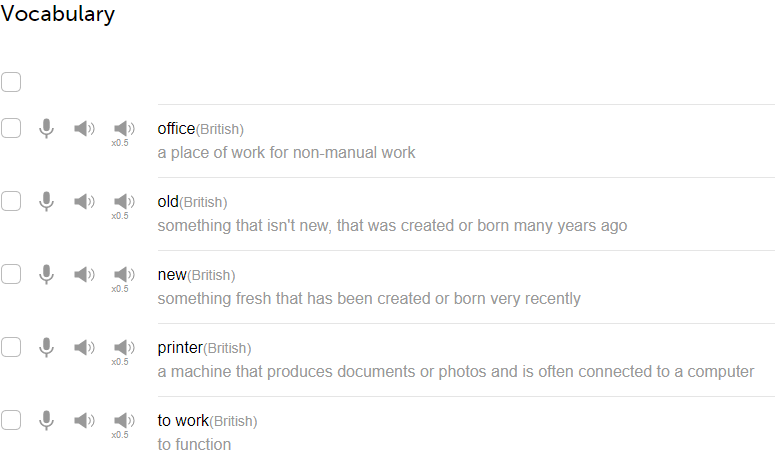 Vocabulary
office(British)
x0.5
a place of work for non-manual work
old(British)
x0.5
something that isn't new, that was created or born many years ago
new(British)
x0.5
something fresh that has been created or born very recently
printer(British)
x0.5
a machine that produces documents or photos and is often connected to a computer
to work(British)
x0.5
to function